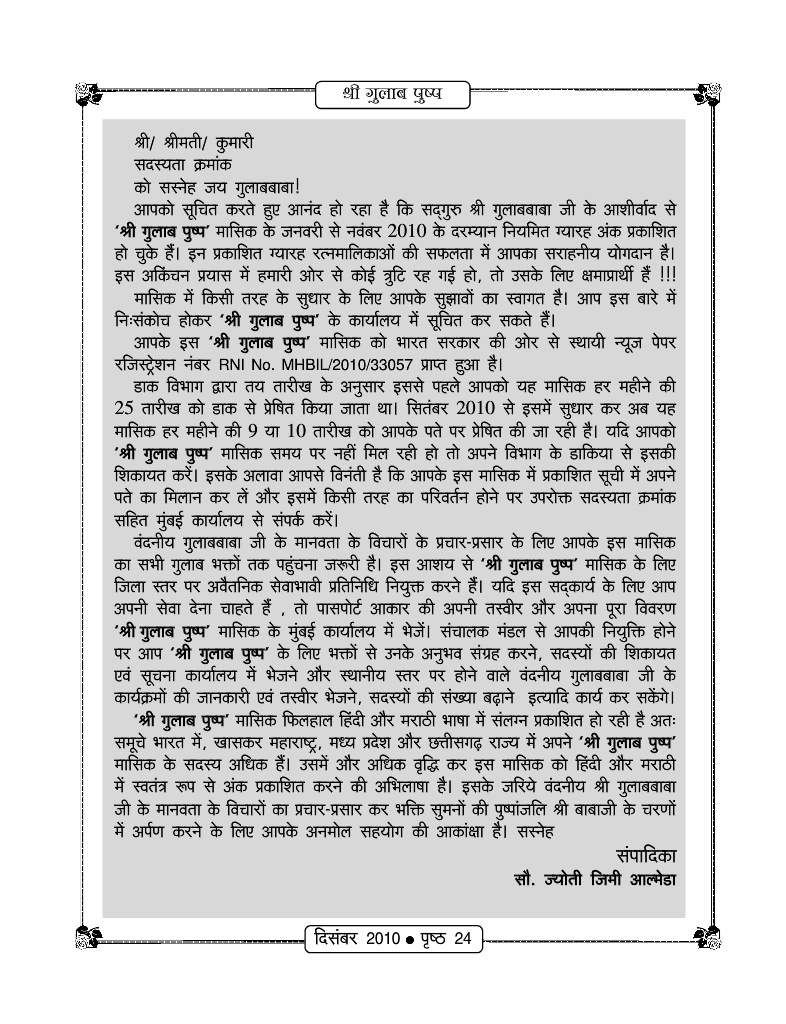 श्री गुलाब पुष्प
श्री/ श्रीमती/ कुमारी
सदस्यता क्रमांक
को सस्नेह जय गुलाबबाबा!
आपको सूचित करते हुए आनंद हो रहा है कि सद्गुरु श्री गुलाबबाबा जी के आशीर्वाद से
‘श्री गुलाब पुष्प’ मासिक के जनवरी से नवंबर 2010 के दरम्यान नियमित ग्यारह अंक प्रकाशित
हो चुके हैं। इन प्रकाशित ग्यारह रत्नमालिकाओं की सफलता में आपका सराहनीय योगदान है।
इस अकिंचन प्रयास में हमारी ओर से कोई त्रुटि रह गई हो, तो उसके लिए क्षमाप्रार्थी हैं !!!
मासिक में किसी तरह के सुधार के लिए आपके सुझावों का स्वागत है। आप इस बारे में
निःसंकोच होकर ‘श्री गुलाब पुष्प’ के कार्यालय में सूचित कर सकते हैं।
आपके इस ‘श्री गुलाब पुष्प’ मासिक को भारत सरकार की ओर से स्थायी न्यूज पेपर
रजिस्ट्रेशन नंबर RNI No. MHBIL/2010/33057 प्राप्त हुआ है।
डाक विभाग द्वारा तय तारीख के अनुसार इससे पहले आपको यह मासिक हर महीने की
25 तारीख को डाक से प्रेषित किया जाता था। सितंबर 2010 से इसमें सुधार कर अब यह
मासिक हर महीने की 9 या 10 तारीख को आपके पते पर प्रेषित की जा रही है। यदि आपको
‘श्री गुलाब पुष्प’ मासिक समय पर नहीं मिल रही हो तो अपने विभाग के डाकिया से इसकी
शिकायत करें। इसके अलावा आपसे विनंती है कि आपके इस मासिक में प्रकाशित सूची में अपने
पते का मिलान कर लें और इसमें किसी तरह का परिवर्तन होने पर उपरोक्त सदस्यता क्रमांक
सहित मुंबई कार्यालय से संपर्क करें।
वंदनीय गुलाबबाबा जी के मानवता के विचारों के प्रचार-प्रसार के लिए आपके इस मासिक
का सभी गुलाब भक्तों तक पहुंचना जरूरी है। इस आशय से ‘श्री गुलाब पुष्प’ मासिक के लिए
जिला स्तर पर अवैतनिक सेवाभावी प्रतिनिधि नियुक्त करने हैं। यदि इस सद्कार्य के लिए आप
अपनी सेवा देना चाहते हैं , तो पासपोर्ट आकार की अपनी तस्वीर और अपना पूरा विवरण
‘श्री गुलाब पुष्प’ मासिक के मुंबई कार्यालय में भेजें। संचालक मंडल से आपकी नियुक्ति होने
पर आप ‘श्री गुलाब पुष्प’ के लिए भक्तों से उनके अनुभव संग्रह करने, सदस्यों की शिकायत
एवं सूचना कार्यालय में भेजने और स्थानीय स्तर पर होने वाले वंदनीय गुलाबबाबा जी के
कार्यक्रमों की जानकारी एवं तस्वीर भेजने, सदस्यों की संख्या बढ़ाने इत्यादि कार्य कर सकेंगे।
‘श्री गुलाब पुष्प’ मासिक फिलहाल हिंदी और मराठी भाषा में संलग्न प्रकाशित हो रही है अतः
समूचे भारत में, खासकर महाराष्ट्र, मध्य प्रदेश और छत्तीसगढ़ राज्य में अपने ‘श्री गुलाब पुष्प’
मासिक के सदस्य अधिक हैं। उसमें और अधिक वृद्धि कर इस मासिक को हिंदी और मराठी
में स्वतंत्र रूप से अंक प्रकाशित करने की अभिलाषा है। इसके जरिये वंदनीय श्री गुलाबबाबा
जी के मानवता के विचारों का प्रचार-प्रसार कर भक्ति सुमनों की पुष्पांजलि श्री बाबाजी के चरणों
में अर्पण करने के लिए आपके अनमोल सहयोग की आकांक्षा है। सस्नेह
संपादिका
सौ. ज्योती जिमी आल्मेडा
दिसंबर 2010 ● पृष्ठ 24